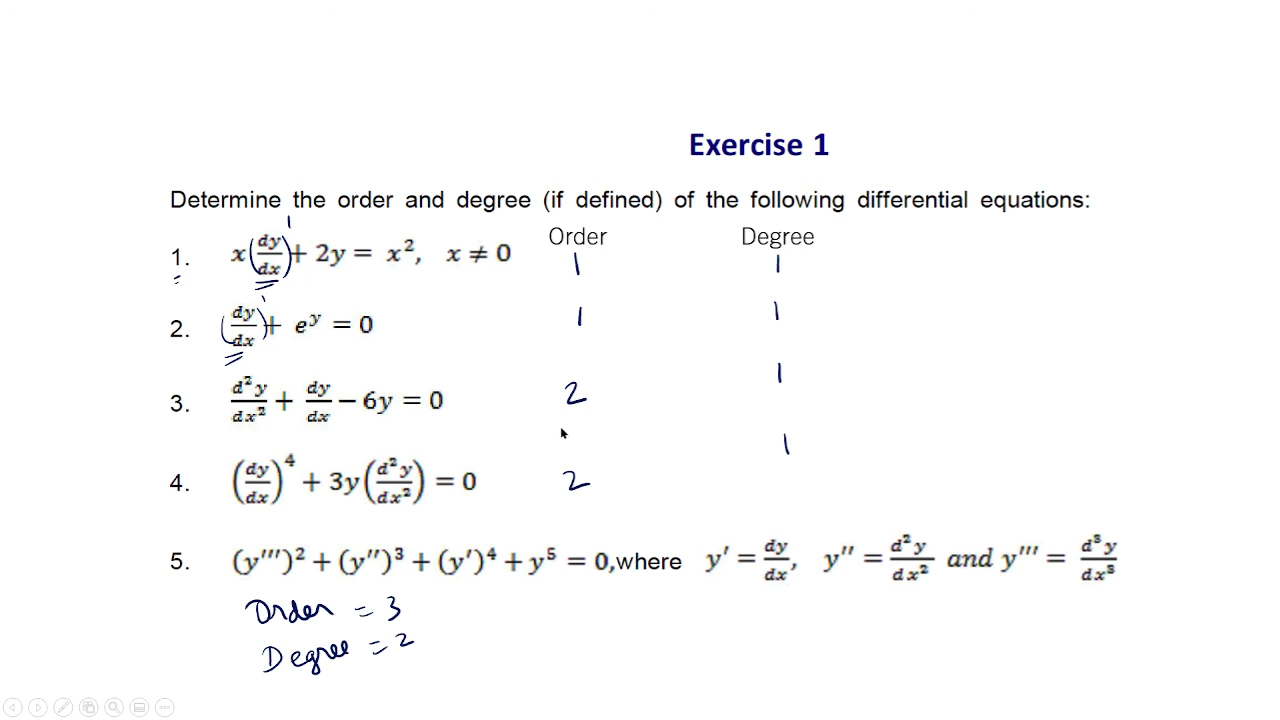 Exercise 1
Determine the order and degree (if defined) of the following differential equations:
Order Degree
1. x(dy/dx)¹ + 2y = x², x ≠ 0 1 1
2. (dy/dx)¹ + eʸ = 0 1 1
3. d²y/dx² + dy/dx − 6y = 0 2 1
4. (dy/dx)⁴ + 3y(d²y/dx²) = 0 2 1
5. (y′′′)² + (y′′)³ + (y′)⁴ + y⁵ = 0, where y′ = dy/dx, y′′ = d²y/dx² and y′′′ = d³y/dx³
Order = 3
Degree = 2